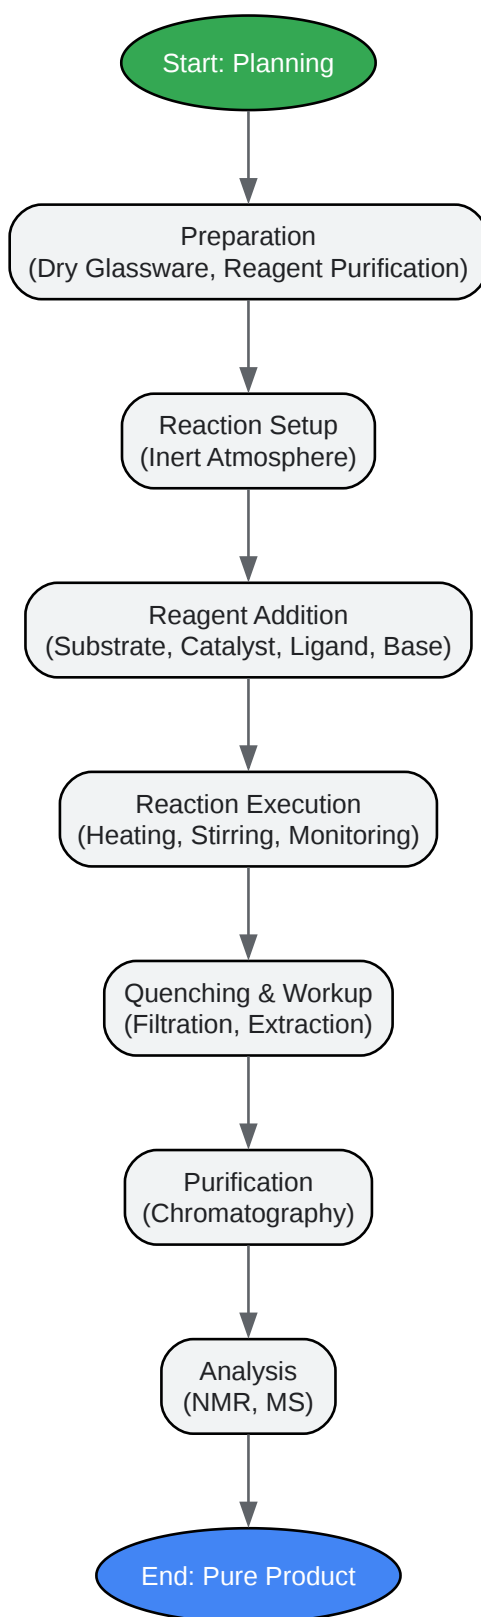 Start: Planning
Preparation
(Dry Glassware, Reagent Purification)
Reaction Setup
(Inert Atmosphere)
Reagent Addition
(Substrate, Catalyst, Ligand, Base)
Reaction Execution
(Heating, Stirring, Monitoring)
Quenching & Workup
(Filtration, Extraction)
Purification
(Chromatography)
Analysis
(NMR, MS)
End: Pure Product